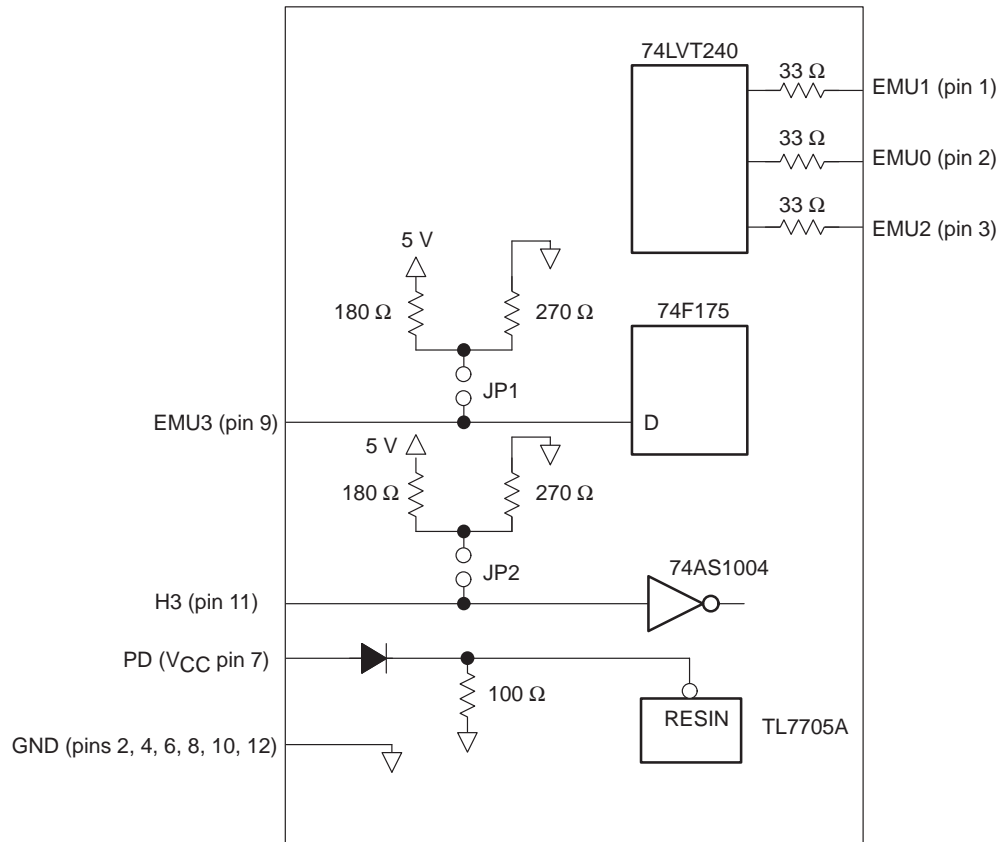 74LVT240
33 Ω
EMU1 (pin 1)
33 Ω
EMU0 (pin 2)
33 Ω
EMU2 (pin 3)
5 V
180 Ω
270 Ω
74F175
JP1
EMU3 (pin 9)
D
5 V
180 Ω
270 Ω
JP2
74AS1004
H3 (pin 11)
PD (VCC pin 7)
100 Ω
RESIN
TL7705A
GND (pins 2, 4, 6, 8, 10, 12)